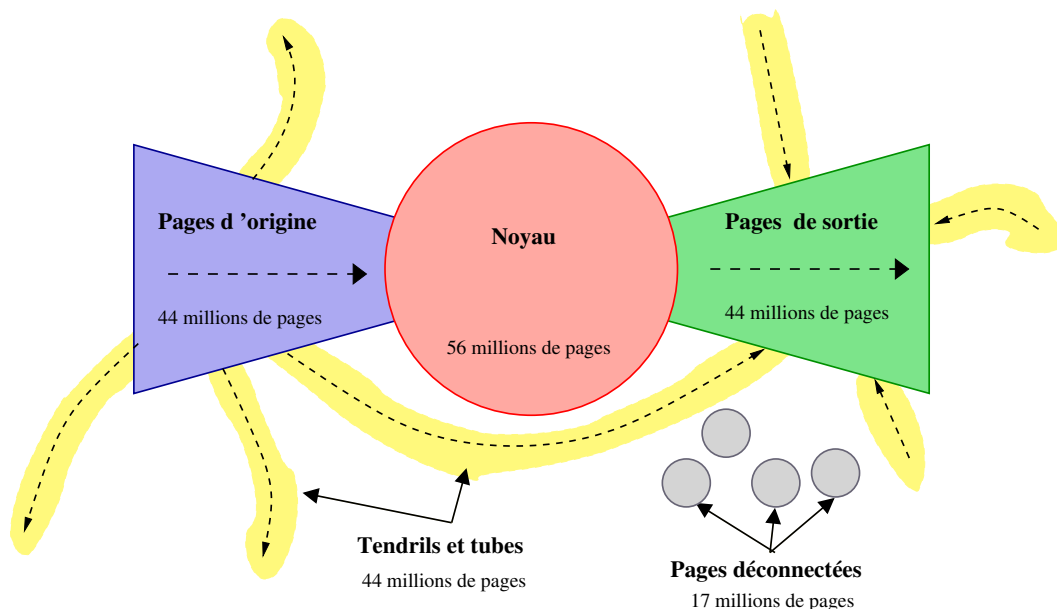 Pages d ’origine
44 millions de pages
Noyau
56 millions de pages
Pages de sortie
44 millions de pages
Tendrils et tubes
44 millions de pages
Pages déconnectées
17 millions de pages